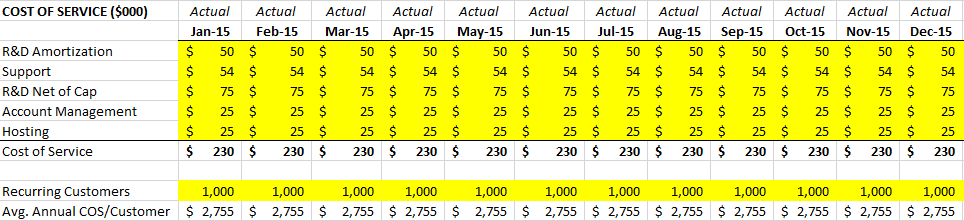 COST OF SERVICE ($000) Actual Actual Actual Actual Actual Actual Actual Actual Actual Actual Actual Actual
Jan-15 Feb-15 Mar-15 Apr-15 May-15 Jun-15 Jul-15 Aug-15 Sep-15 Oct-15 Nov-15 Dec-15
R&D Amortization $ 50 $ 50 $ 50 $ 50 $ 50 $ 50 $ 50 $ 50 $ 50 $ 50 $ 50 $ 50
Support $ 54 $ 54 $ 54 $ 54 $ 54 $ 54 $ 54 $ 54 $ 54 $ 54 $ 54 $ 54
R&D Net of Cap $ 75 $ 75 $ 75 $ 75 $ 75 $ 75 $ 75 $ 75 $ 75 $ 75 $ 75 $ 75
Account Management $ 25 $ 25 $ 25 $ 25 $ 25 $ 25 $ 25 $ 25 $ 25 $ 25 $ 25 $ 25
Hosting $ 25 $ 25 $ 25 $ 25 $ 25 $ 25 $ 25 $ 25 $ 25 $ 25 $ 25 $ 25
Cost of Service $ 230 $ 230 $ 230 $ 230 $ 230 $ 230 $ 230 $ 230 $ 230 $ 230 $ 230 $ 230
Recurring Customers 1,000 1,000 1,000 1,000 1,000 1,000 1,000 1,000 1,000 1,000 1,000 1,000
Avg. Annual COS/Customer $ 2,755 $ 2,755 $ 2,755 $ 2,755 $ 2,755 $ 2,755 $ 2,755 $ 2,755 $ 2,755 $ 2,755 $ 2,755 $ 2,755